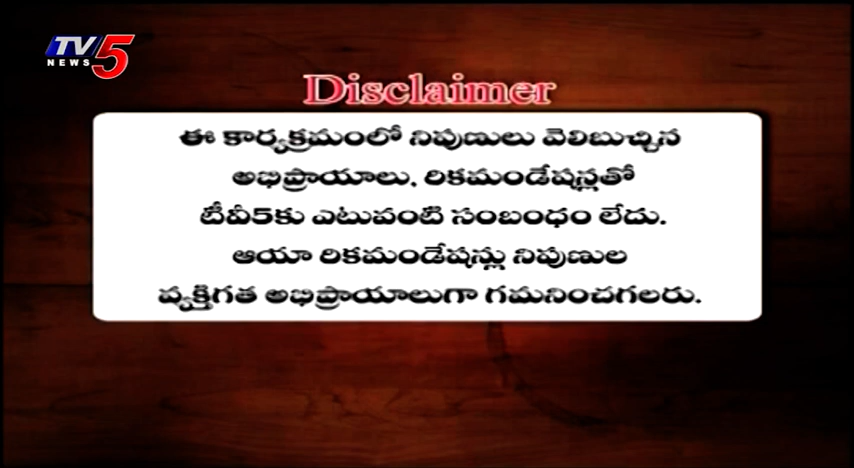 TV5
NEWS
Disclaimer
ఈ కార్యక్రమంలో నిపుణులు వెలిబుచ్చిన
అభిప్రాయాలు, రికమండేషన్లతో
టీవీ5కు ఎటువంటి సంబంధం లేదు.
ఆయా రికమండేషన్లు నిపుణుల
వ్యక్తిగత అభిప్రాయాలుగా గమనించగలరు.